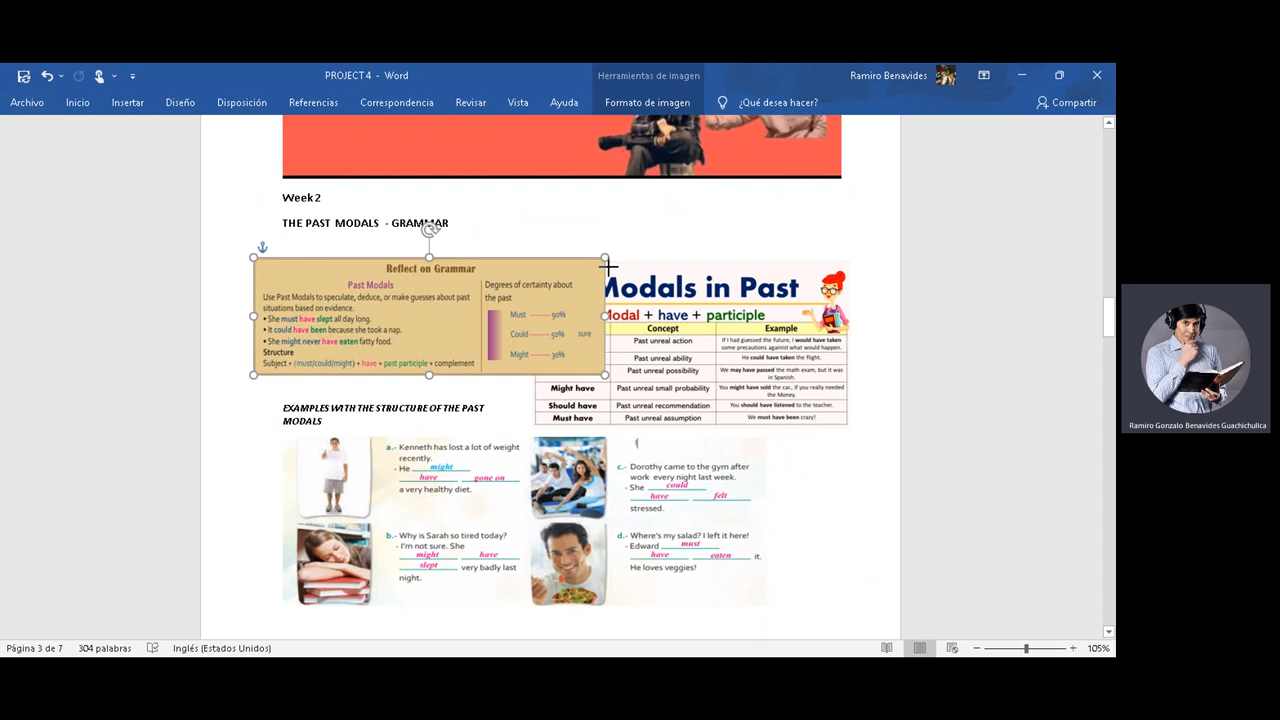 PROJECT4 - Word
Herramientas de imagen
Ramiro Benavides
Archivo Inicio Insertar Diseño Disposición Referencias Correspondencia Revisar Vista Ayuda Formato de imagen ¿Qué desea hacer? Compartir
Week 2
THE PAST MODALS - GRAMMAR
Reflect on Grammar
Past Modals
Use Past Modals to speculate, deduce, or make guesses about past
situations based on evidence.
• She must have slept all day long.
• It could have been because she took a nap.
• She might never have eaten fatty food.
Structure
Subject + (must/could/might) + have + past participle + complement
Degrees of certainty about
the past
Must -------- 90%
Could ------- 50% sure
Might ------- 30%
Modals in Past
Modal + have + participle
Concept Example
Past unreal action If I had guessed the future, I would have taken
some precautions against what would happen.
Past unreal ability He could have taken the flight.
Past unreal possibility We may have passed the math exam, but it was
in Spanish.
Might have Past unreal small probability You might have sold the car, if you really needed
the Money.
Should have Past unreal recommendation You should have listened to the teacher.
Must have Past unreal assumption We must have been crazy!
EXAMPLES WITH THE STRUCTURE OF THE PAST
MODALS
a.- Kenneth has lost a lot of weight
recently.
- He might
have gone on
a very healthy diet.
b.- Why is Sarah so tired today?
- I'm not sure. She
might have
slept very badly last
night.
c.- Dorothy came to the gym after
work every night last week.
- She could
have felt
stressed.
d.- Where's my salad? I left it here!
- Edward must
have eaten it.
He loves veggies!
Página 3 de 7 304 palabras Inglés (Estados Unidos) 105%
Ramiro Gonzalo Benavides Guachichullca